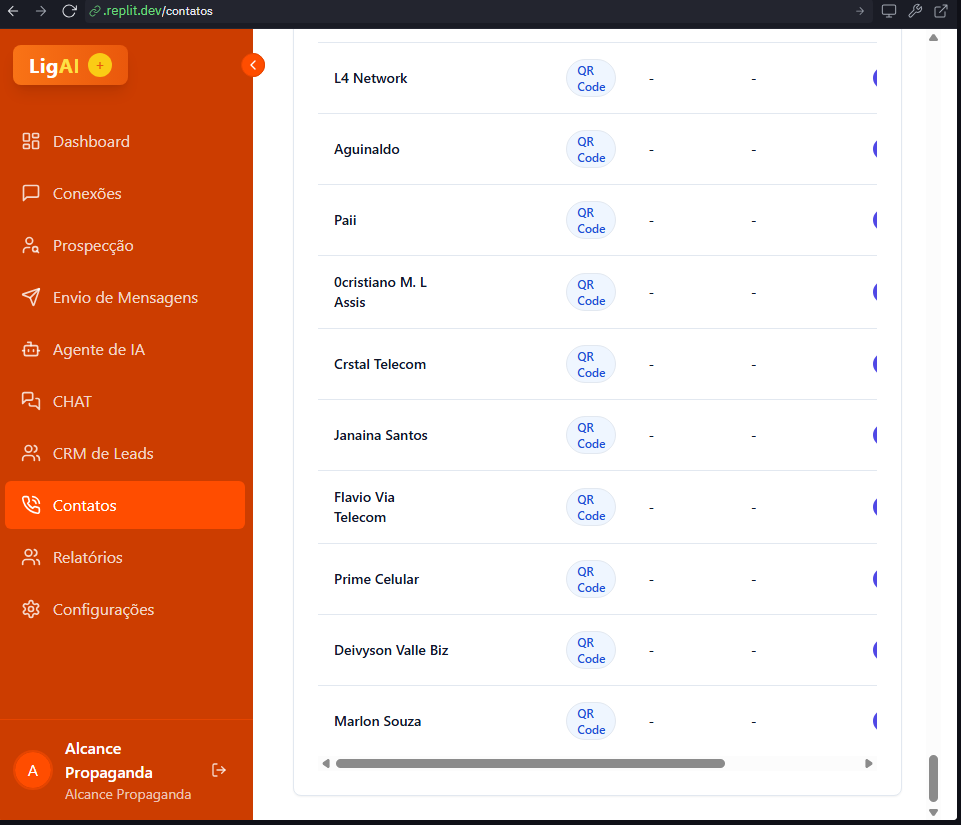 .replit.dev/contatos
LigAI +
Dashboard
Conexões
Prospecção
Envio de Mensagens
Agente de IA
CHAT
CRM de Leads
Contatos
Relatórios
Configurações
A
Alcance
Propaganda
Alcance Propaganda
L4 Network
QR
Code
-
-
Aguinaldo
QR
Code
-
-
Paii
QR
Code
-
-
0cristiano M. L
Assis
QR
Code
-
-
Crstal Telecom
QR
Code
-
-
Janaina Santos
QR
Code
-
-
Flavio Via
Telecom
QR
Code
-
-
Prime Celular
QR
Code
-
-
Deivyson Valle Biz
QR
Code
-
-
Marlon Souza
QR
Code
-
-